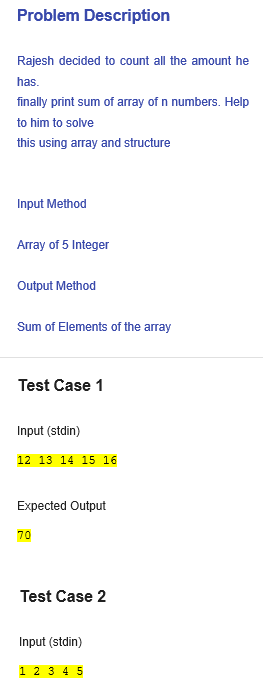 Problem Description
Rajesh decided to count all the amount he
has.
finally print sum of array of n numbers. Help
to him to solve
this using array and structure
Input Method
Array of 5 Integer
Output Method
Sum of Elements of the array
Test Case 1
Input (stdin)
12 13 14 15 16
Expected Output
70
Test Case 2
Input (stdin)
1 2 3 4 5